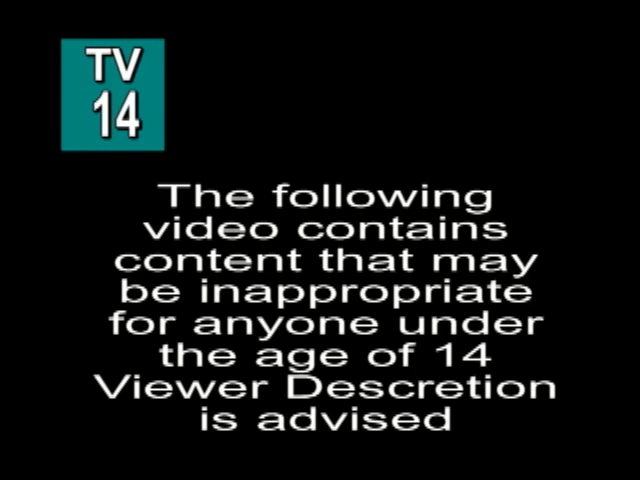 TV
14
The following
video contains
content that may
be inappropriate
for anyone under
the age of 14
Viewer Descretion
is advised